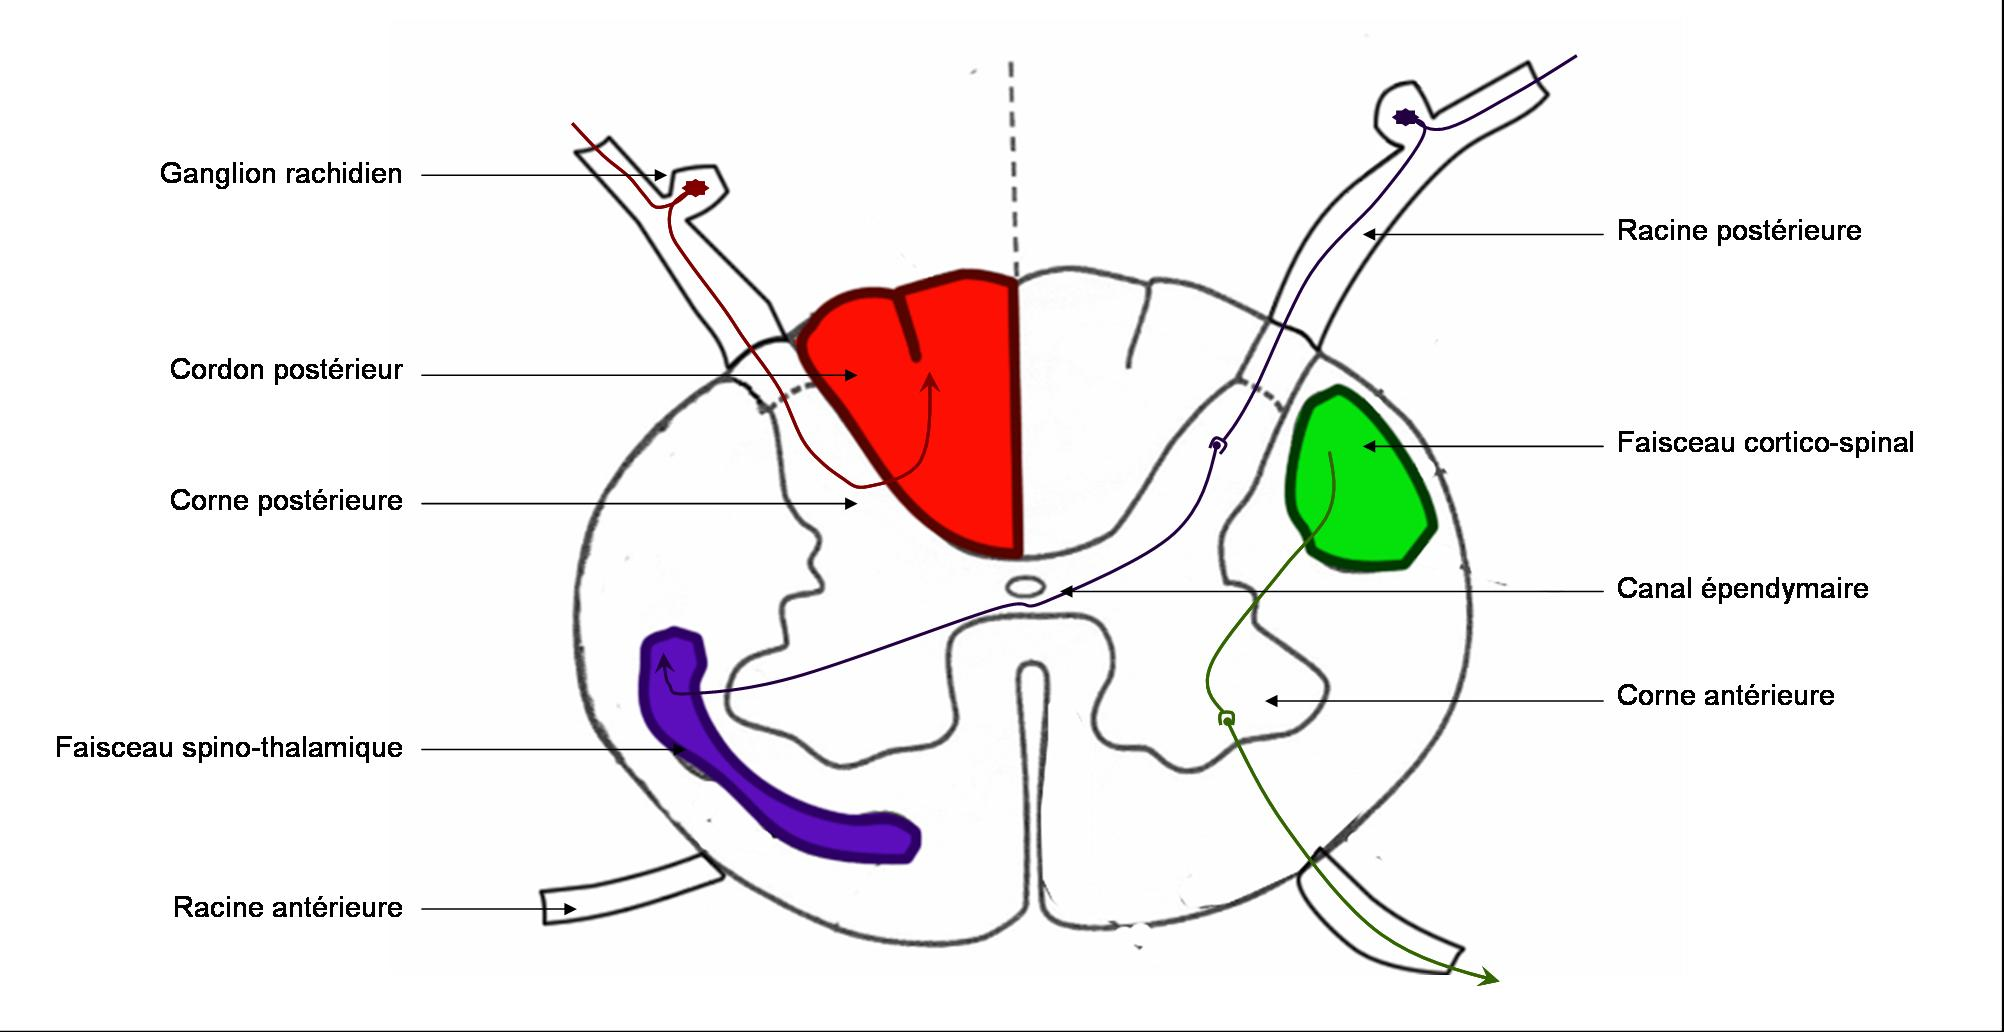 Ganglion rachidien
Cordon postérieur
Corne postérieure
Faisceau spino-thalamique
Racine antérieure
Racine postérieure
Faisceau cortico-spinal
Canal épendymaire
Corne antérieure